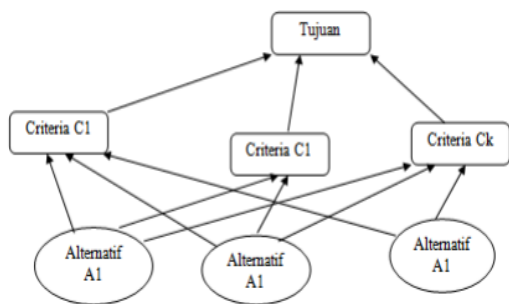 Tujuan
Criteria C1
Criteria C1
Criteria Ck
Alternatif
A1
Alternatif
A1
Alternatif
A1